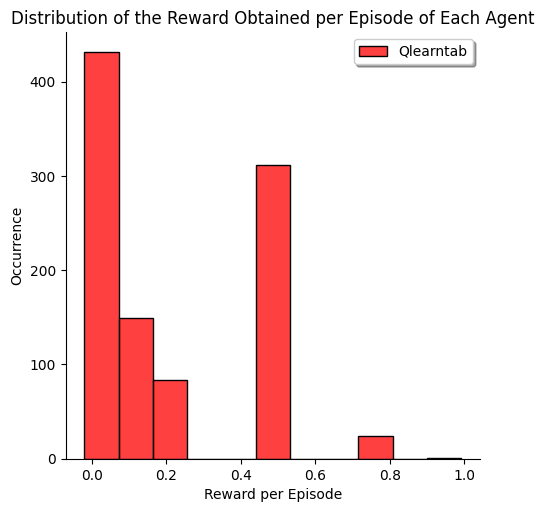 Distribution of the Reward Obtained per Episode of Each Agent
Qlearntab
400
300
200
100
0
Occurrence
0.0 0.2 0.4 0.6 0.8 1.0
Reward per Episode